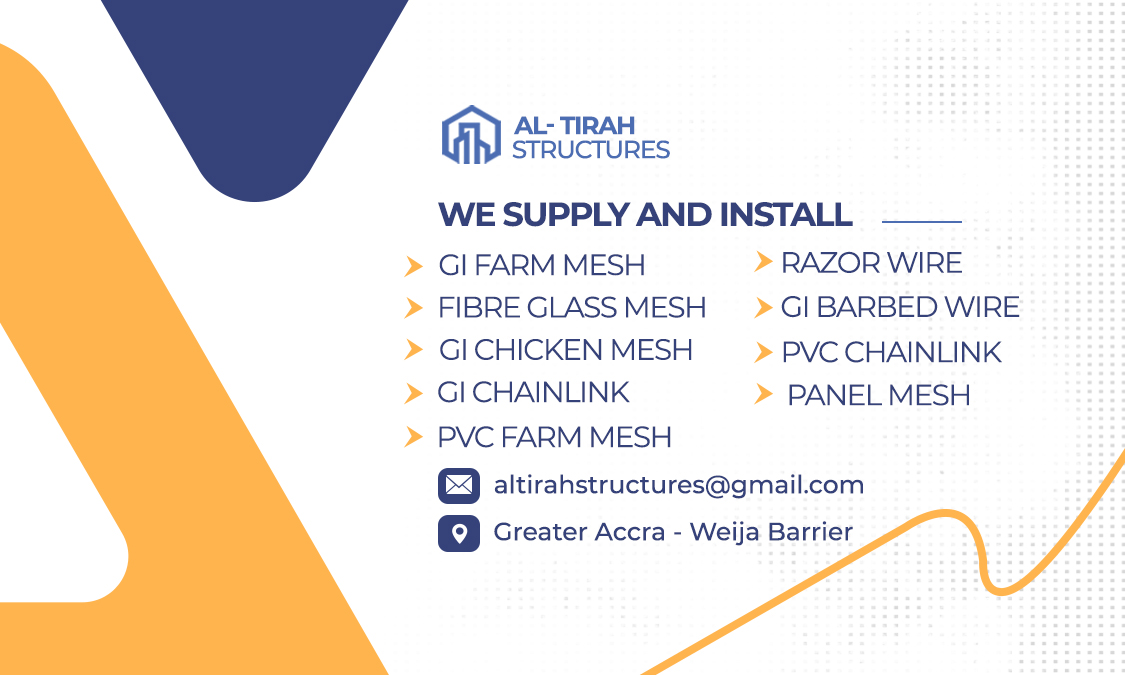 AL- TIRAH
STRUCTURES
WE SUPPLY AND INSTALL
GI FARM MESH
FIBRE GLASS MESH
GI CHICKEN MESH
GI CHAINLINK
PVC FARM MESH
RAZOR WIRE
GI BARBED WIRE
PVC CHAINLINK
PANEL MESH
altirahstructures@gmail.com
Greater Accra - Weija Barrier